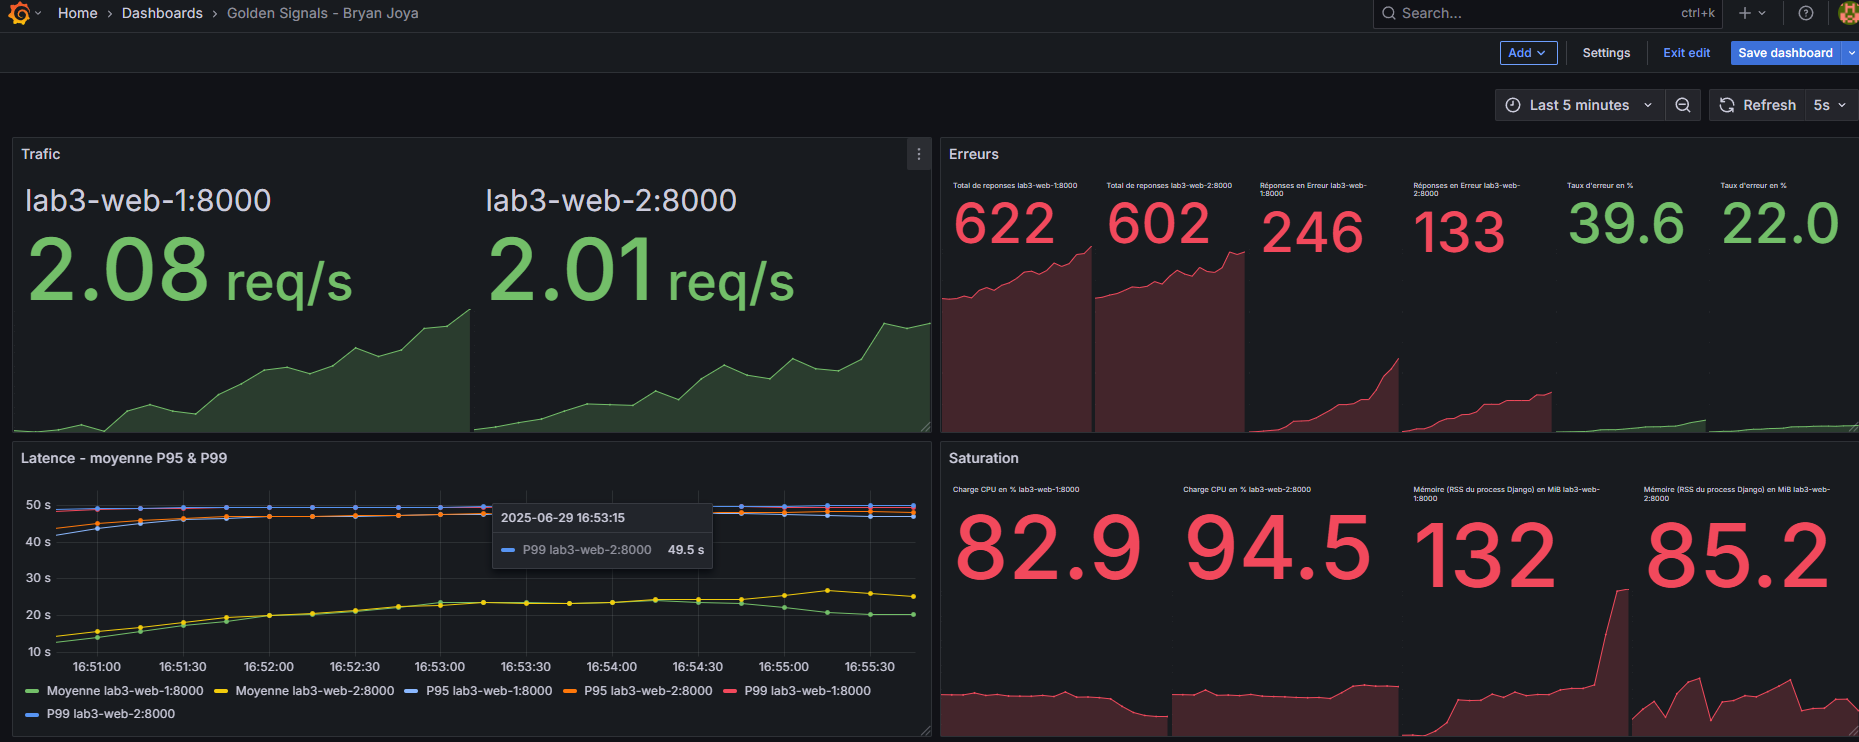 Home › Dashboards › Golden Signals - Bryan Joya
Search... ctrl+k
Add Settings Exit edit Save dashboard
Last 5 minutes Refresh 5s
Trafic
lab3-web-1:8000
2.08 req/s
lab3-web-2:8000
2.01 req/s
Erreurs
Total de reponses lab3-web-1:8000
622
Total de reponses lab3-web-2:8000
602
Réponses en Erreur lab3-web-
1:8000
246
Réponses en Erreur lab3-web-
2:8000
133
Taux d'erreur en %
39.6
Taux d'erreur en %
22.0
Latence - moyenne P95 & P99
50 s
40 s
30 s
20 s
10 s
2025-06-29 16:53:15
P99 lab3-web-2:8000 49.5 s
16:51:00 16:51:30 16:52:00 16:52:30 16:53:00 16:53:30 16:54:00 16:54:30 16:55:00 16:55:30
Moyenne lab3-web-1:8000 Moyenne lab3-web-2:8000 P95 lab3-web-1:8000 P95 lab3-web-2:8000 P99 lab3-web-1:8000
P99 lab3-web-2:8000
Saturation
Charge CPU en % lab3-web-1:8000
82.9
Charge CPU en % lab3-web-2:8000
94.5
Mémoire (RSS du process Django) en MiB lab3-web-
1:8000
132
Mémoire (RSS du process Django) en MiB lab3-web-
2:8000
85.2